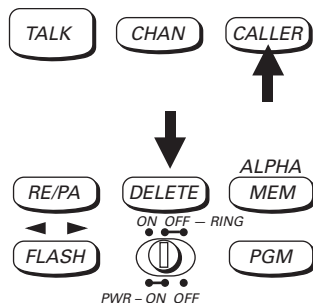 TALK CHAN CALLER
ALPHA
RE/PA DELETE MEM
ON OFF — RING
FLASH PGM
PWR – ON OFF